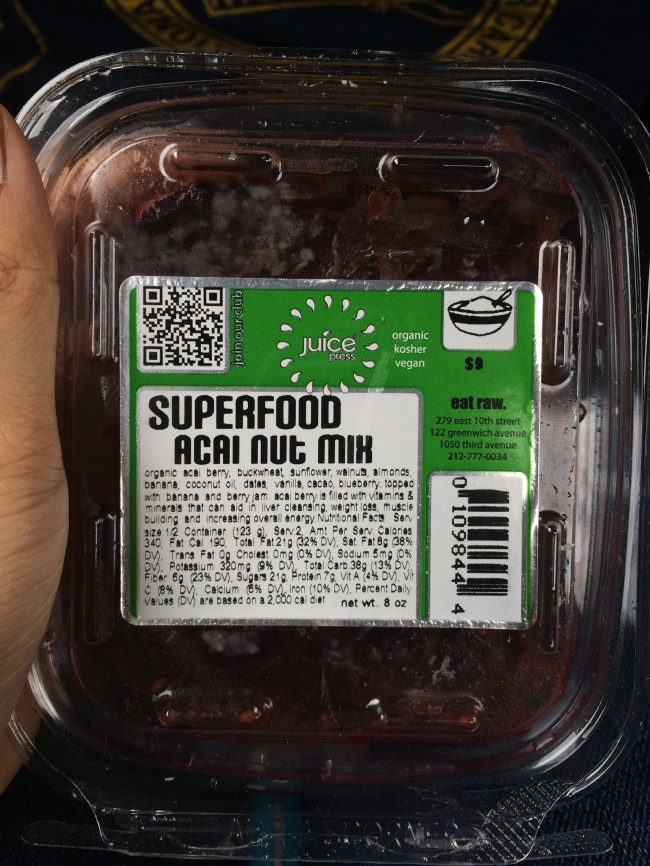 join our club
juice
press
organic
kosher
vegan
$9
eat raw.
279 east 10th street
122 greenwich avenue
1050 third avenue
212-777-0034
SUPERFOOD
ACAI NUT MIX
organic acai berry, buckwheat, sunflower, walnuts, almonds,
banana, coconut oil, dates, vanilla, cacao, blueberry. topped
with banana and berry jam. acai berry is filled with vitamins &
minerals that can aid in liver cleansing, weight loss, muscle
building and increasing overall energy. Nutritional Facts Serv
size 1/2 Container (123 g), Serv 2, Amt Per Serv: Calories
340, Fat Cal 190, Total Fat 21g (32% DV), Sat. Fat 8g (38%
DV), Trans Fat 0g, Cholest. 0mg (0% DV), Sodium 5mg (0%
DV), Potassium 320mg (9% DV), Total Carb 38g (13% DV),
Fiber 6g (23% DV), Sugars 21g, Protein 7g, Vit A (4% DV), Vit
C (8% DV), Calcium (6% DV), Iron (10% DV), Percent Daily
Values (DV) are based on a 2,000 cal diet
net wt. 8 oz
0 109844 4